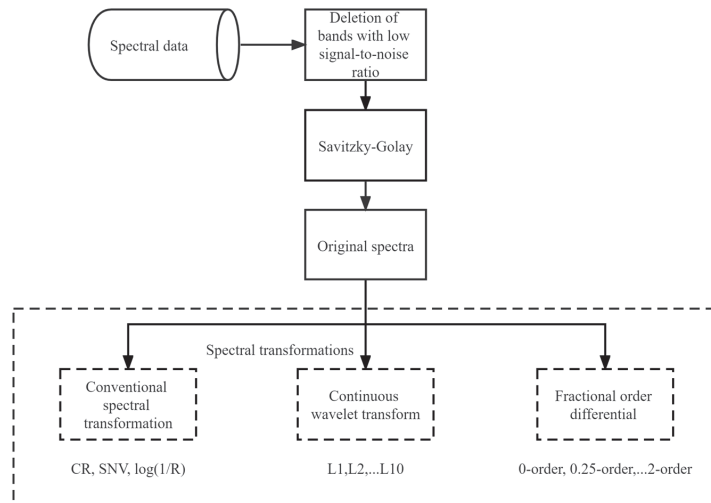 Spectral data
Deletion of
bands with low
signal-to-noise
ratio
Savitzky-Golay
Original spectra
Spectral transformations
Conventional
spectral
transformation
Continuous
wavelet transform
Fractional order
differential
CR, SNV, log(1/R)
L1,L2,...L10
0-order, 0.25-order,...2-order